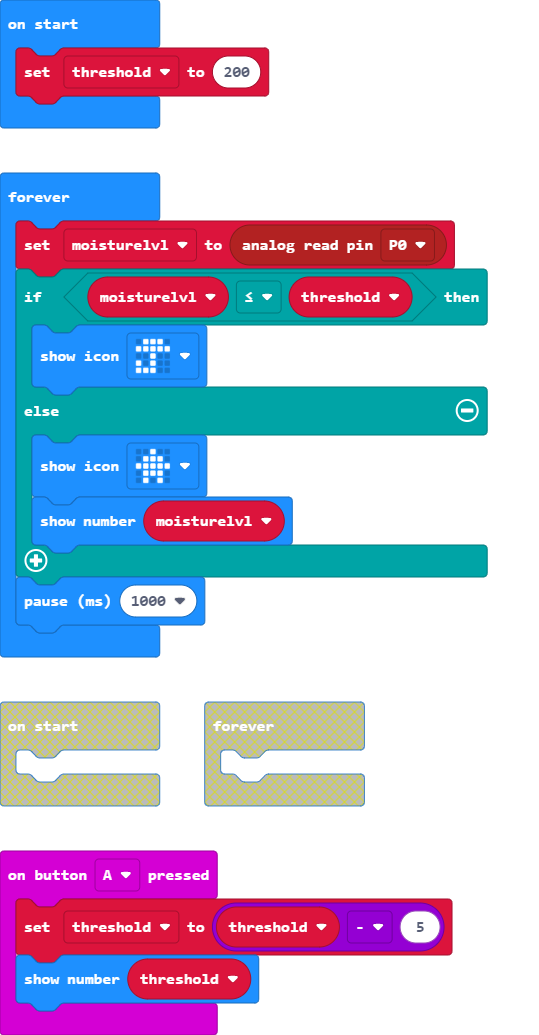 on start
set threshold to 200
forever
set moisturelvl to analog read pin P0
if moisturelvl ≤ threshold then
show icon
else
show icon
show number moisturelvl
pause (ms) 1000
on start forever
on button A pressed
set threshold to threshold - 5
show number threshold